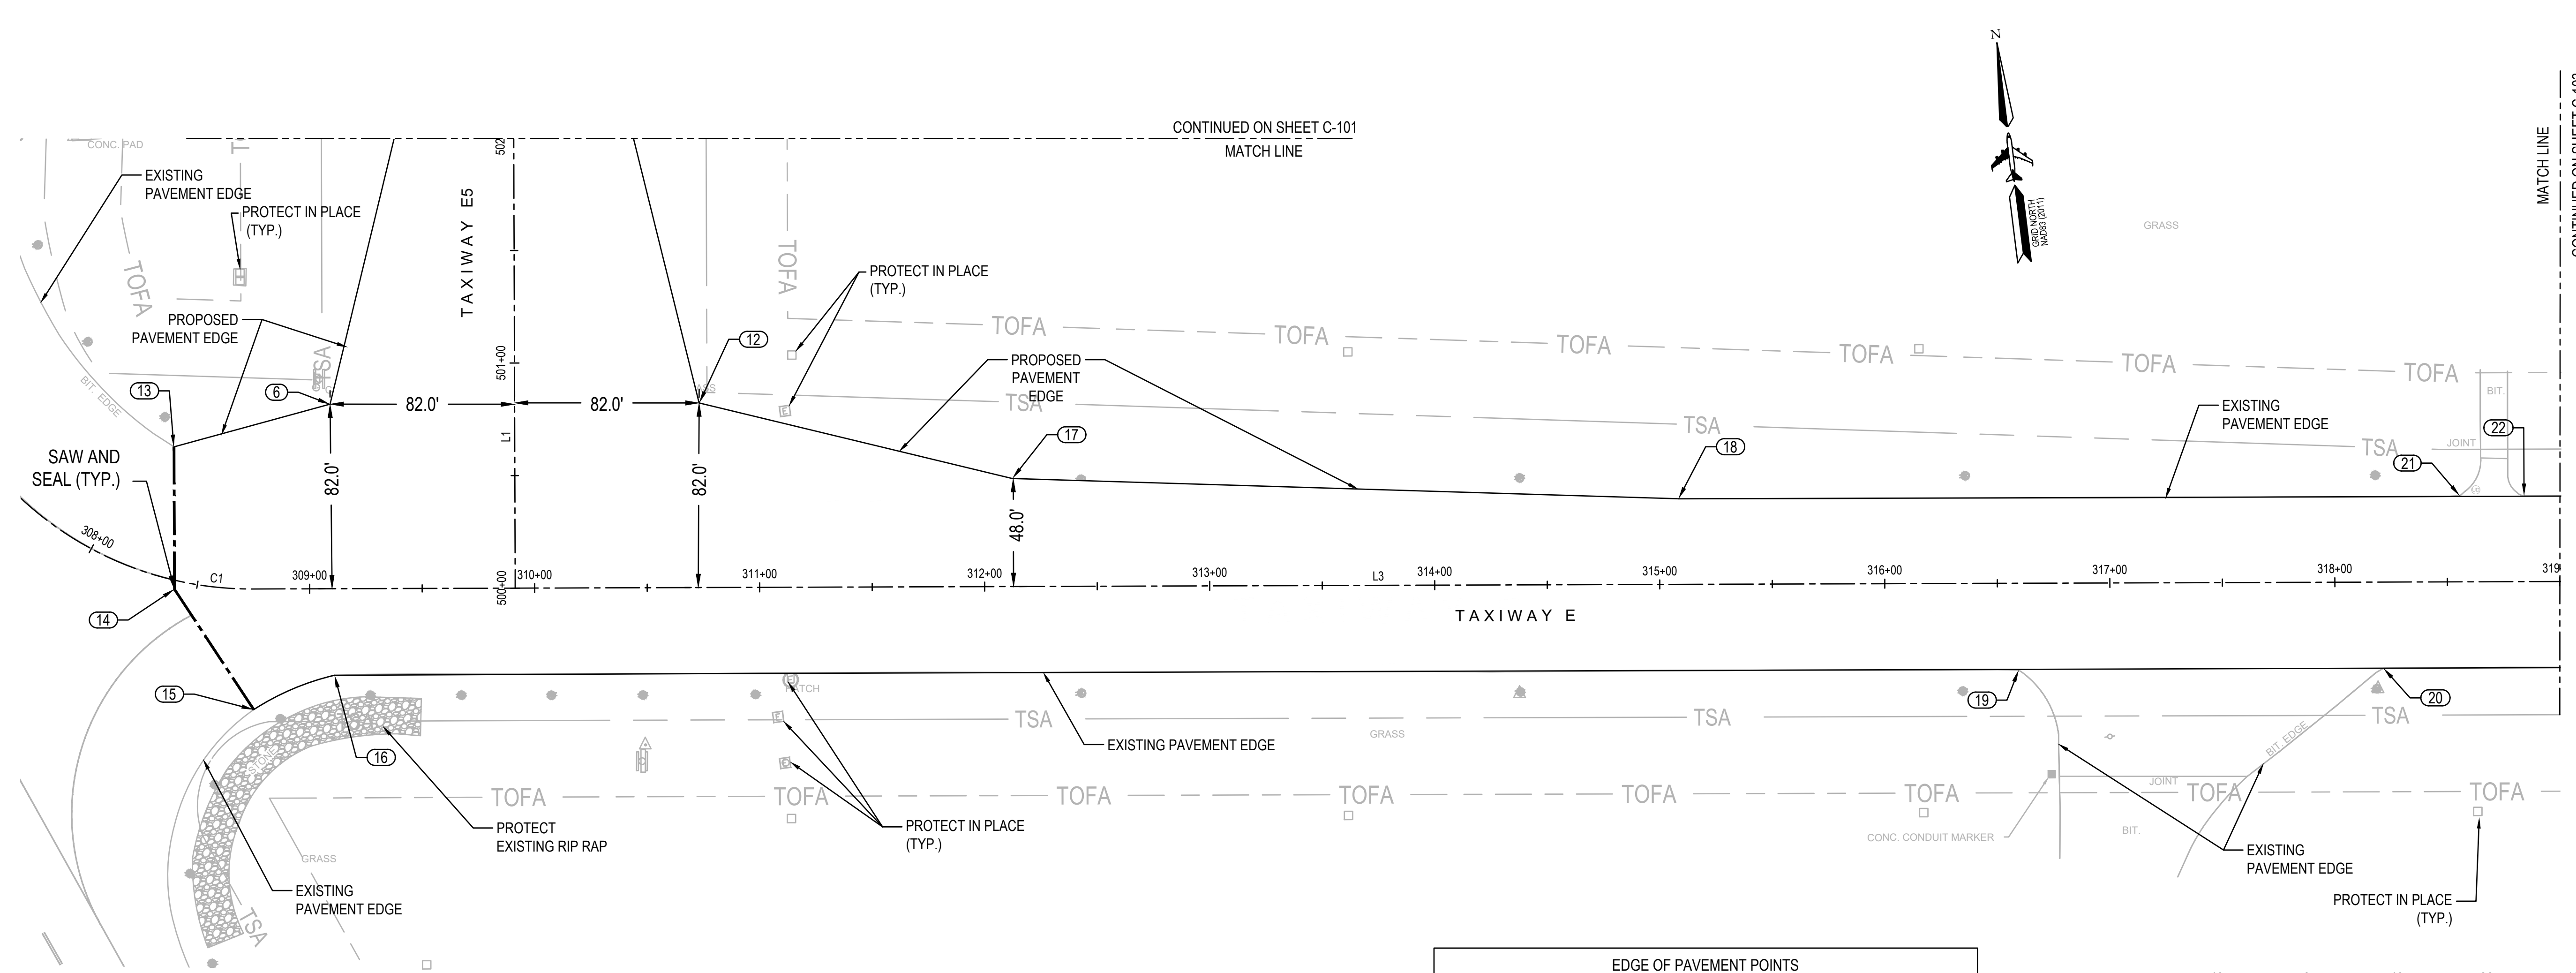 N
GRID NORTH
NAD83 (2011)
CONTINUED ON SHEET C-101
MATCH LINE
MATCH LINE
CONC. PAD
EXISTING
PAVEMENT EDGE
PROTECT IN PLACE
(TYP.)
TOFA
PROPOSED
PAVEMENT EDGE
TSA
BIT. EDGE
13
6
SAW AND
SEAL (TYP.)
TAXIWAY E5
502
501+00
L1
500+00
82.0'
82.0'
82.0'
82.0'
TOFA
PROTECT IN PLACE
(TYP.)
12
GRASS
TOFA
TOFA
TOFA
TOFA
TOFA
TOFA
PROPOSED
PAVEMENT
EDGE
TSA
TSA
TSA
17
48.0'
18
EXISTING
PAVEMENT EDGE
BIT.
JOINT
21
22
308+00
C1
309+00
310+00
311+00
312+00
313+00
L3
314+00
315+00
316+00
317+00
318+00
319
TAXIWAY E
14
15
16
STONE
PROTECT
EXISTING RIP RAP
EXISTING
PAVEMENT EDGE
GRASS
TSA
TSA
TSA
TSA
GRASS
EXISTING PAVEMENT EDGE
TOFA
TOFA
TOFA
TOFA
TOFA
TOFA
TOFA
TOFA
PROTECT IN PLACE
(TYP.)
19
20
BIT. EDGE
JOINT
BIT.
CONC. CONDUIT MARKER
EXISTING
PAVEMENT EDGE
PROTECT IN PLACE
(TYP.)
EDGE OF PAVEMENT POINTS